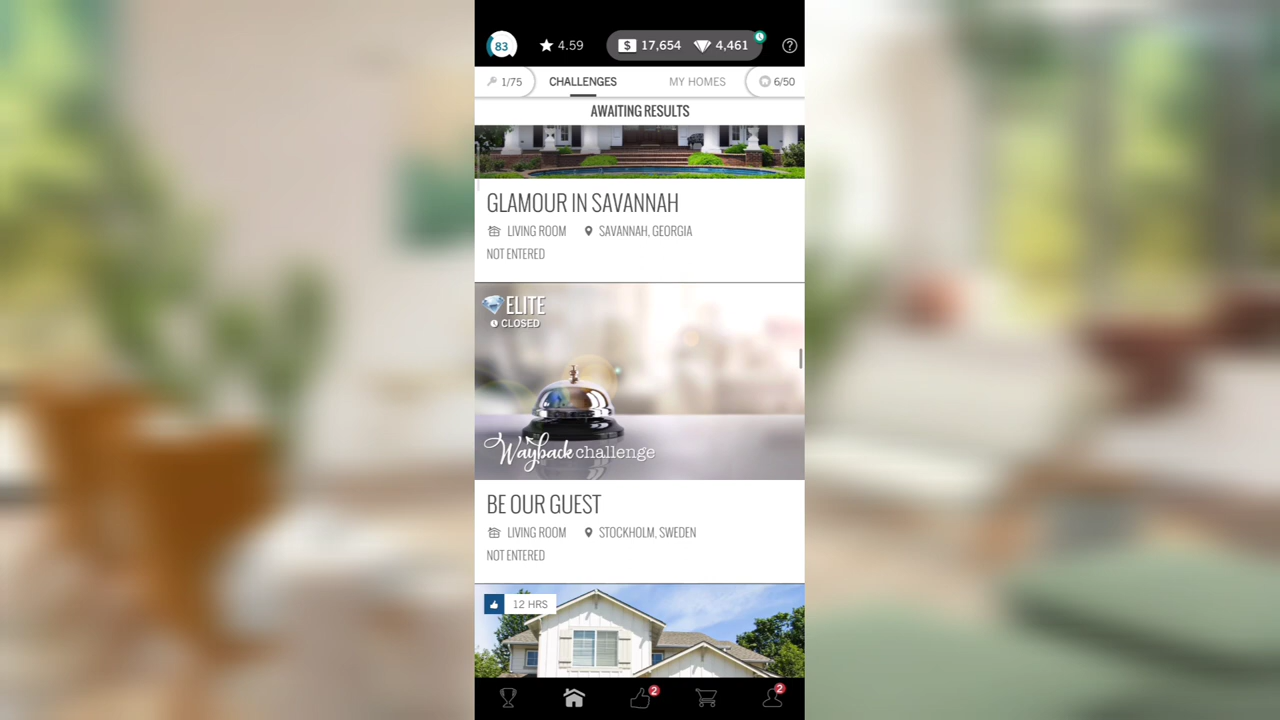 83
4.59
$ 17,654
4,461
?
1/75
CHALLENGES
MY HOMES
6/50
AWAITING RESULTS
GLAMOUR IN SAVANNAH
LIVING ROOM
SAVANNAH, GEORGIA
NOT ENTERED
ELITE
CLOSED
Wayback challenge
BE OUR GUEST
LIVING ROOM
STOCKHOLM, SWEDEN
NOT ENTERED
12 HRS
2
2